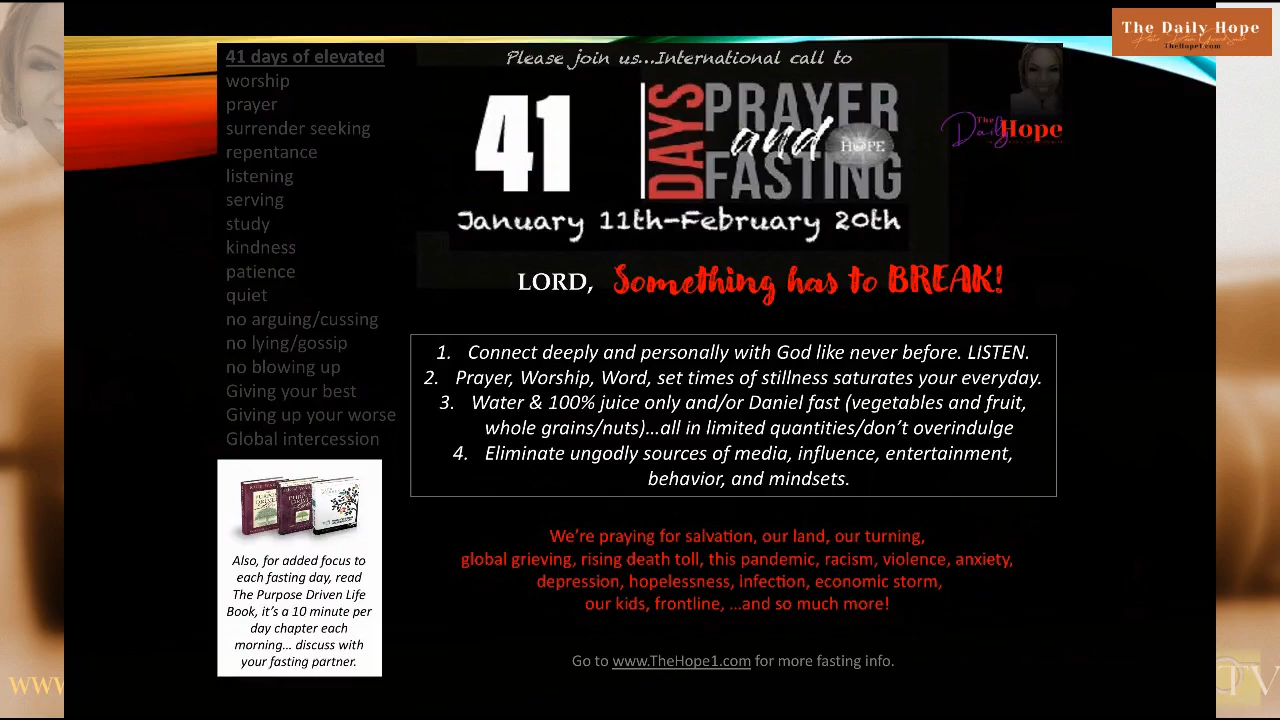 The Daily Hope
TheHope1.com
41 days of elevated
worship
prayer
surrender seeking
repentance
listening
serving
study
kindness
patience
quiet
no arguing/cussing
no lying/gossip
no blowing up
Giving your best
Giving up your worse
Global intercession
Please join us...International call to
41 DAYS PRAYER and FASTING
HOPE
The Daily Hope
January 11th-February 20th
LORD, Something has to BREAK!
1. Connect deeply and personally with God like never before. LISTEN.
2. Prayer, Worship, Word, set times of stillness saturates your everyday.
3. Water & 100% juice only and/or Daniel fast (vegetables and fruit,
whole grains/nuts)...all in limited quantities/don't overindulge
4. Eliminate ungodly sources of media, influence, entertainment,
behavior, and mindsets.
Also, for added focus to
each fasting day, read
The Purpose Driven Life
Book, it's a 10 minute per
day chapter each
morning... discuss with
your fasting partner.
We're praying for salvation, our land, our turning,
global grieving, rising death toll, this pandemic, racism, violence, anxiety,
depression, hopelessness, infection, economic storm,
our kids, frontline, ...and so much more!
Go to www.TheHope1.com for more fasting info.
www
TV